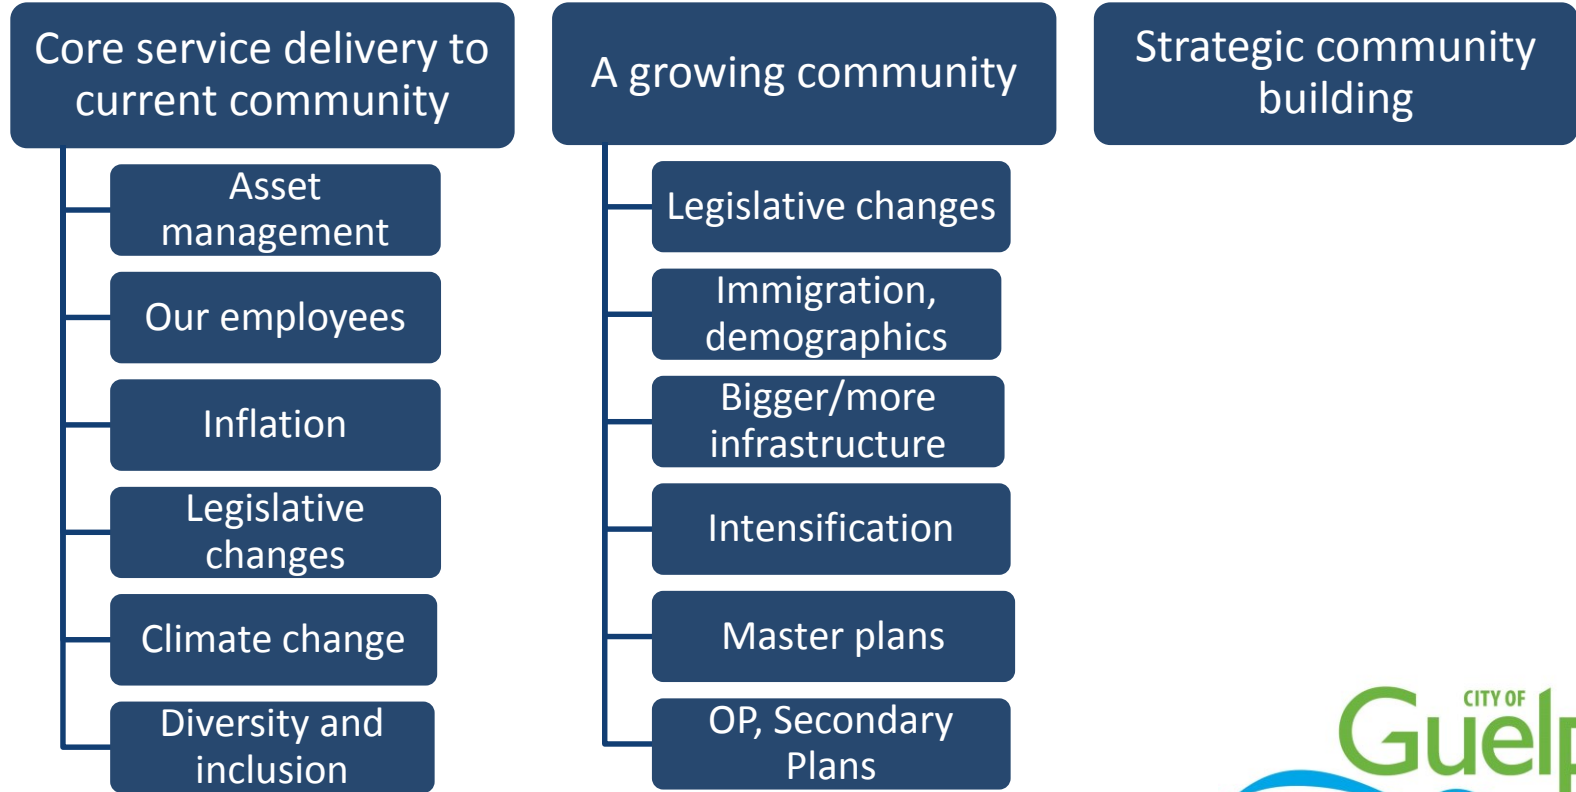 Core service delivery to
current community
Asset
management
Our employees
Inflation
Legislative
changes
Climate change
Diversity and
inclusion
A growing community
Legislative changes
Immigration,
demographics
Bigger/more
infrastructure
Intensification
Master plans
OP, Secondary
Plans
Strategic community
building
CITY OF
Guelp